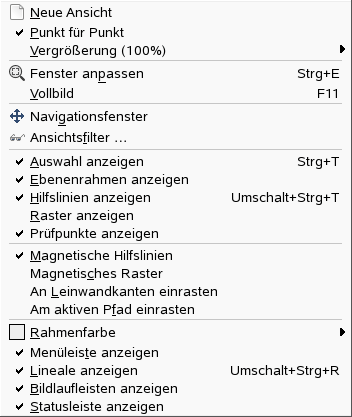 Neue Ansicht
Punkt für Punkt
Vergrößerung (100%)
Fenster anpassen Strg+E
Vollbild F11
Navigationsfenster
Ansichtsfilter ...
Auswahl anzeigen Strg+T
Ebenenrahmen anzeigen
Hilfslinien anzeigen Umschalt+Strg+T
Raster anzeigen
Prüfpunkte anzeigen
Magnetische Hilfslinien
Magnetisches Raster
An Leinwandkanten einrasten
Am aktiven Pfad einrasten
Rahmenfarbe
Menüleiste anzeigen
Lineale anzeigen Umschalt+Strg+R
Bildlaufleisten anzeigen
Statusleiste anzeigen